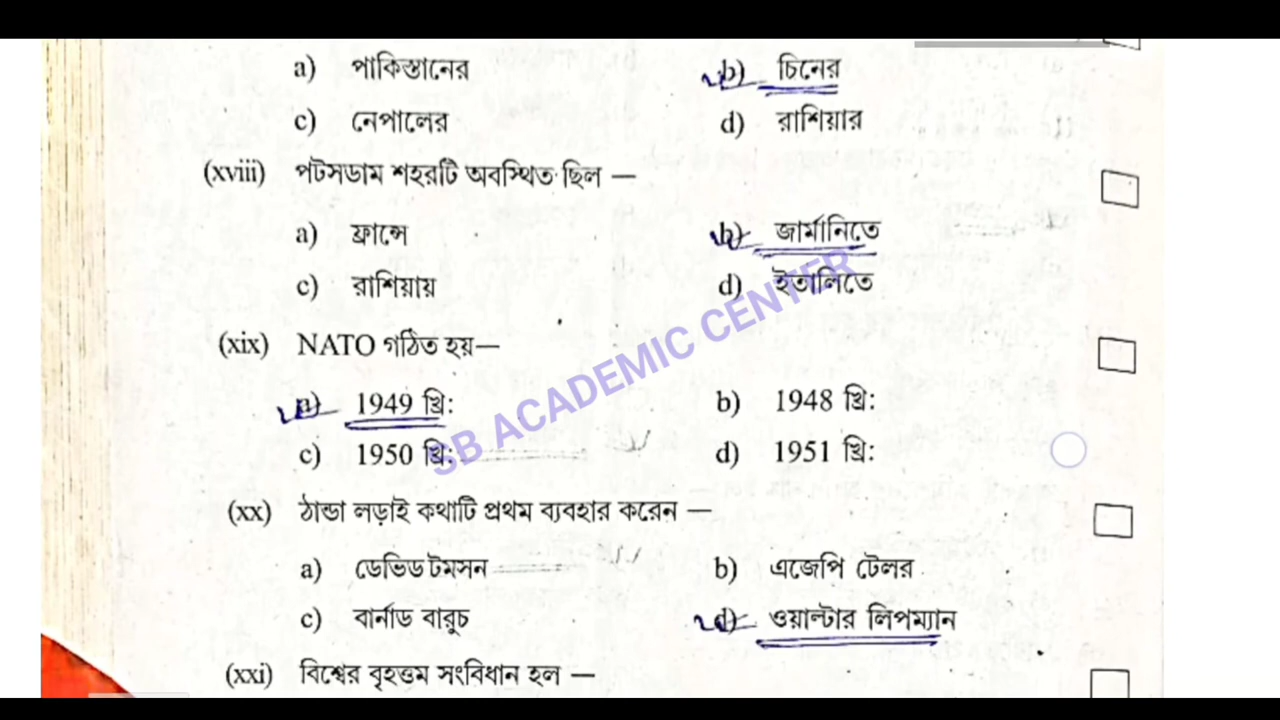 a) পাকিস্তানের b) চিনের
c) নেপালের d) রাশিয়ার
(xviii) পটসডাম শহরটি অবস্থিত ছিল —
a) ফ্রান্সে b) জার্মানিতে
c) রাশিয়ায় d) ইতালিতে
(xix) NATO গঠিত হয়—
a) 1949 খ্রি: b) 1948 খ্রি:
c) 1950 খ্রি: d) 1951 খ্রি:
SB ACADEMIC CENTER
(xx) ঠান্ডা লড়াই কথাটি প্রথম ব্যবহার করেন —
a) ডেভিড টমসন b) এজেপি টেলর
c) বার্নাড বারুচ d) ওয়াল্টার লিপম্যান
(xxi) বিশ্বের বৃহত্তম সংবিধান হল —